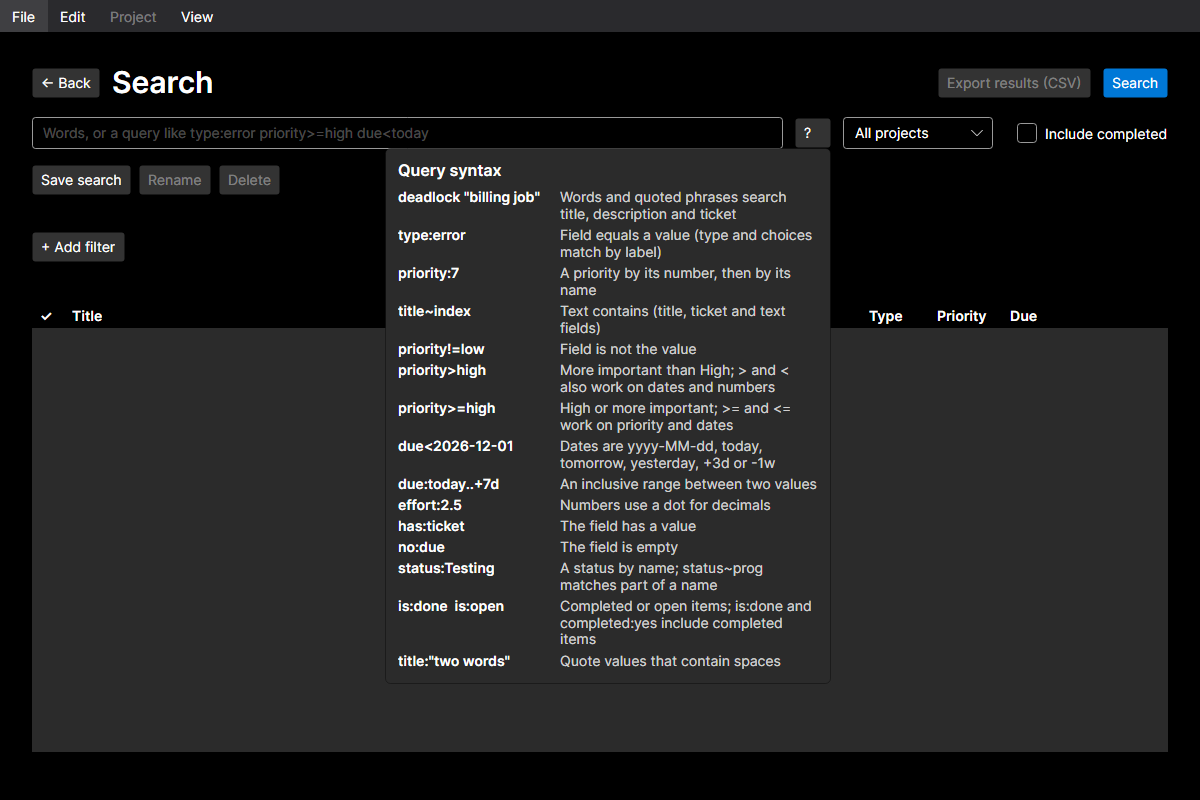 File Edit Project View
← Back Search Export results (CSV) Search
Words, or a query like type:error priority>=high due<today ? All projects Include completed
Save search Rename Delete
+ Add filter
✓ Title Type Priority Due
Query syntax
deadlock "billing job" Words and quoted phrases search
title, description and ticket
type:error Field equals a value (type and choices
match by label)
priority:7 A priority by its number, then by its
name
title~index Text contains (title, ticket and text
fields)
priority!=low Field is not the value
priority>high More important than High; > and <
also work on dates and numbers
priority>=high High or more important; >= and <=
work on priority and dates
due<2026-12-01 Dates are yyyy-MM-dd, today,
tomorrow, yesterday, +3d or -1w
due:today..+7d An inclusive range between two values
effort:2.5 Numbers use a dot for decimals
has:ticket The field has a value
no:due The field is empty
status:Testing A status by name; status~prog
matches part of a name
is:done is:open Completed or open items; is:done and
completed:yes include completed
items
title:"two words" Quote values that contain spaces